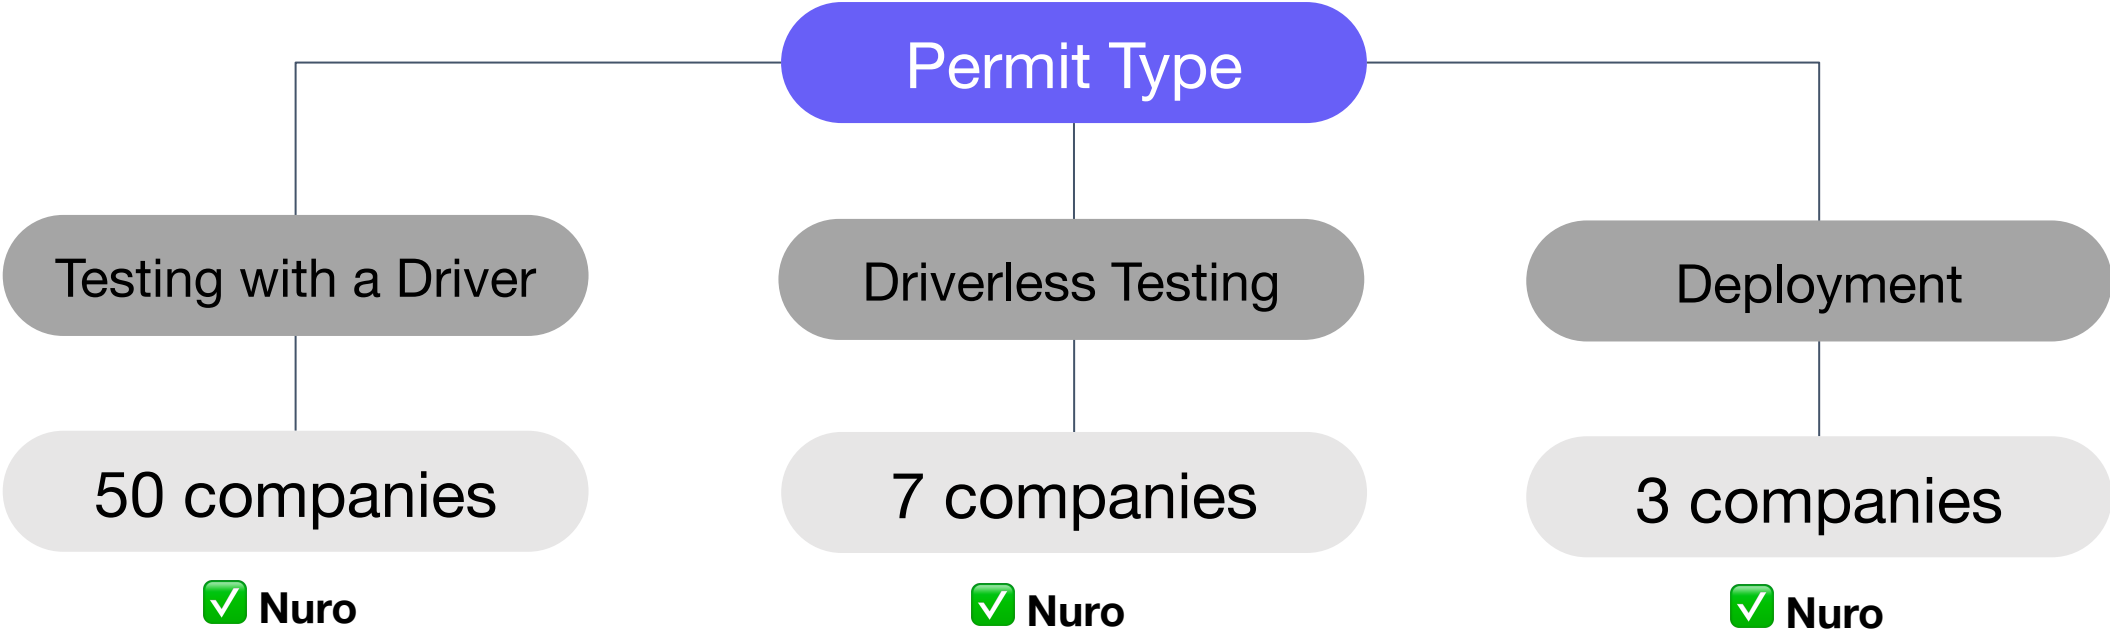 Permit Type
Testing with a Driver
Driverless Testing
Deployment
50 companies
7 companies
3 companies
✅ Nuro
✅ Nuro
✅ Nuro